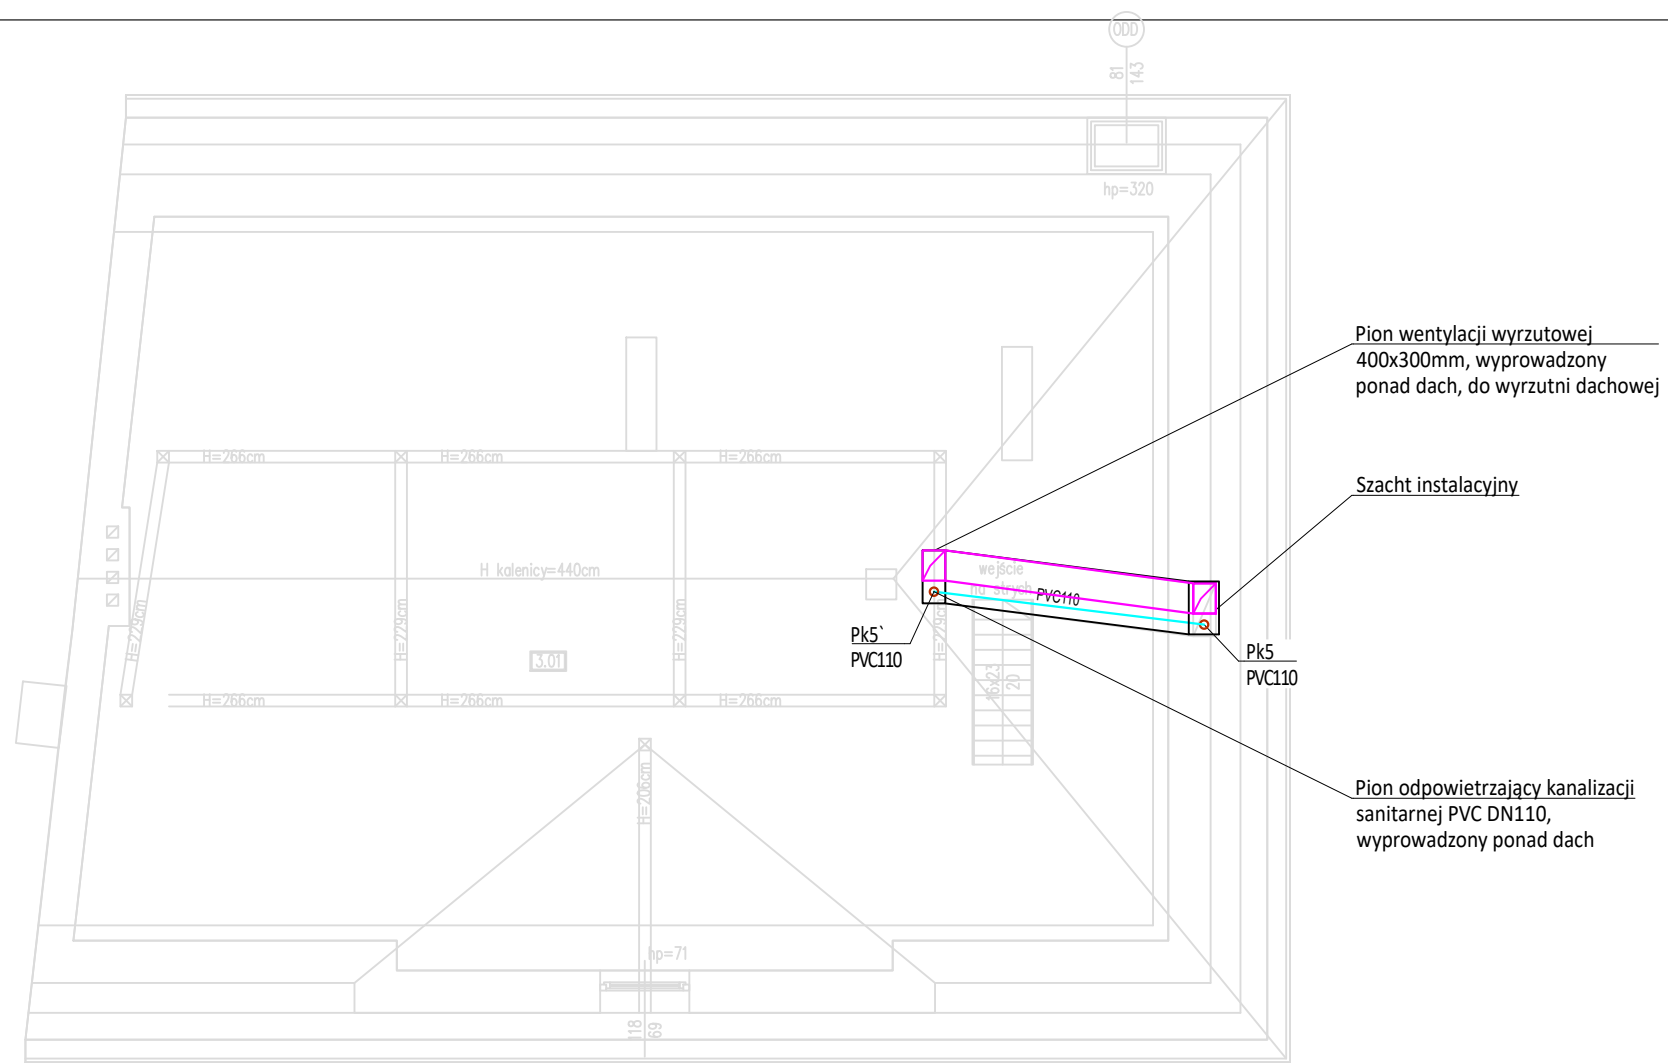 ODD
81
143
hp=320
Pion wentylacji wyrzutowej
400x300mm, wyprowadzony
ponad dach, do wyrzutni dachowej
H=266cm
H=266cm
H=266cm
Szacht instalacyjny
H kalenicy=440cm
wejście
na strych
PVC110
H=229cm
H=229cm
H=229cm
H=229cm
Pk5`
PVC110
3.01
Pk5
PVC110
16x23
20
H=266cm
H=266cm
H=266cm
H=206cm
Pion odpowietrzający kanalizacji
sanitarnej PVC DN110,
wyprowadzony ponad dach
hp=71
118
69